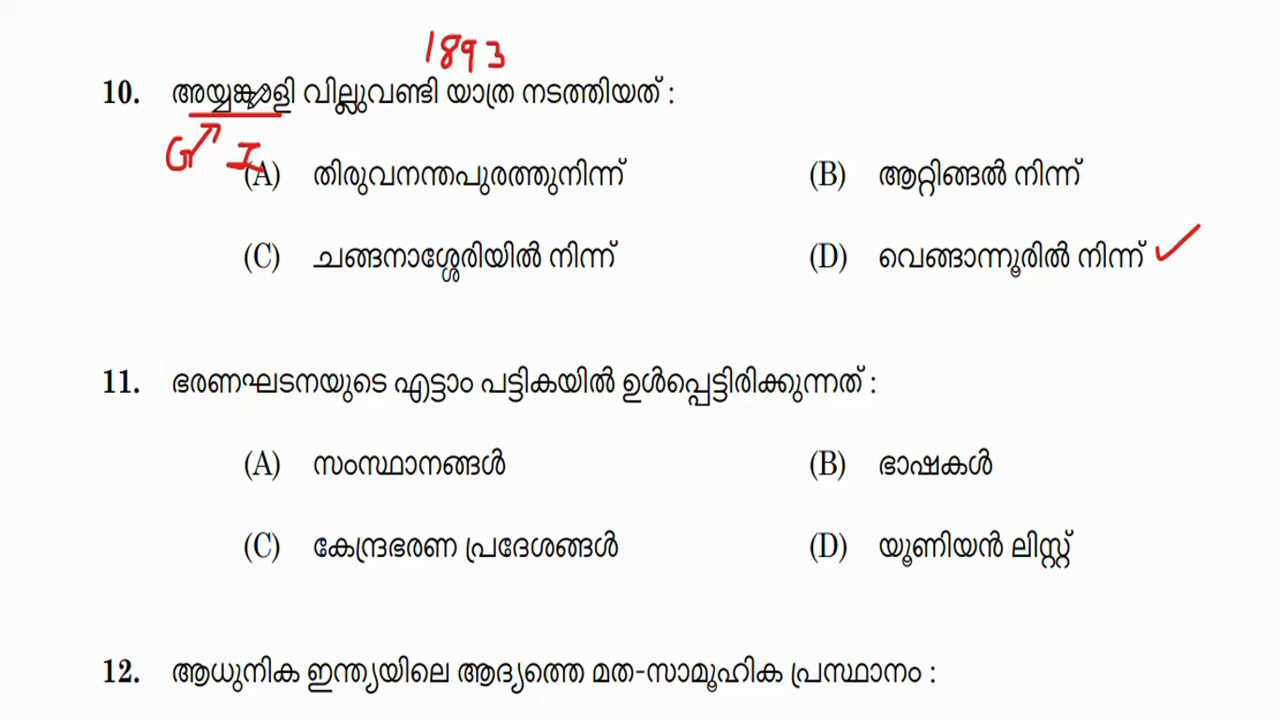 1893
10. അയ്യങ്കാളി വില്ലുവണ്ടി യാത്ര നടത്തിയത് :
G I
(A) തിരുവനന്തപുരത്തുനിന്ന് (B) ആറ്റിങ്ങൽ നിന്ന്
(C) ചങ്ങനാശ്ശേരിയിൽ നിന്ന് (D) വെങ്ങാന്നൂരിൽ നിന്ന്
11. ഭരണഘടനയുടെ എട്ടാം പട്ടികയിൽ ഉൾപ്പെട്ടിരിക്കുന്നത് :
(A) സംസ്ഥാനങ്ങൾ (B) ഭാഷകൾ
(C) കേന്ദ്രഭരണ പ്രദേശങ്ങൾ (D) യൂണിയൻ ലിസ്റ്റ്
12. ആധുനിക ഇന്ത്യയിലെ ആദ്യത്തെ മത-സാമൂഹിക പ്രസ്ഥാനം :